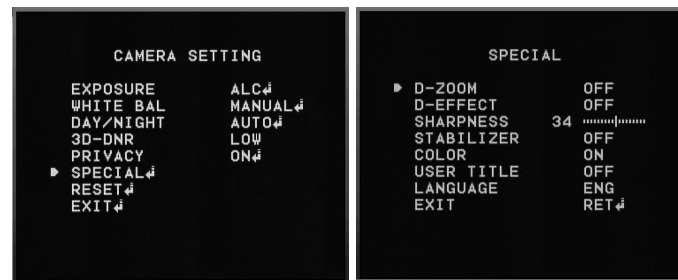 CAMERA SETTING
EXPOSURE ALC↲
WHITE BAL MANUAL↲
DAY/NIGHT AUTO↲
3D-DNR LOW
PRIVACY ON↲
SPECIAL↲
RESET↲
EXIT↲
SPECIAL
D-ZOOM OFF
D-EFFECT OFF
SHARPNESS 34
STABILIZER OFF
COLOR ON
USER TITLE OFF
LANGUAGE ENG
EXIT RET↲